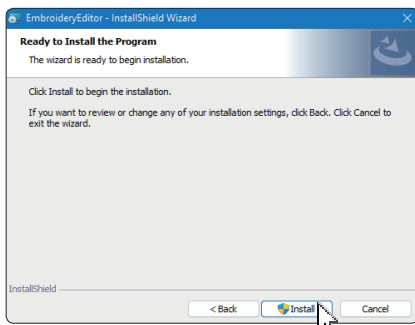 EmbroideryEditor - InstallShield Wizard
Ready to Install the Program
The wizard is ready to begin installation.
Click Install to begin the installation.
If you want to review or change any of your installation settings, click Back. Click Cancel to
exit the wizard.
InstallShield
< Back
Install
Cancel